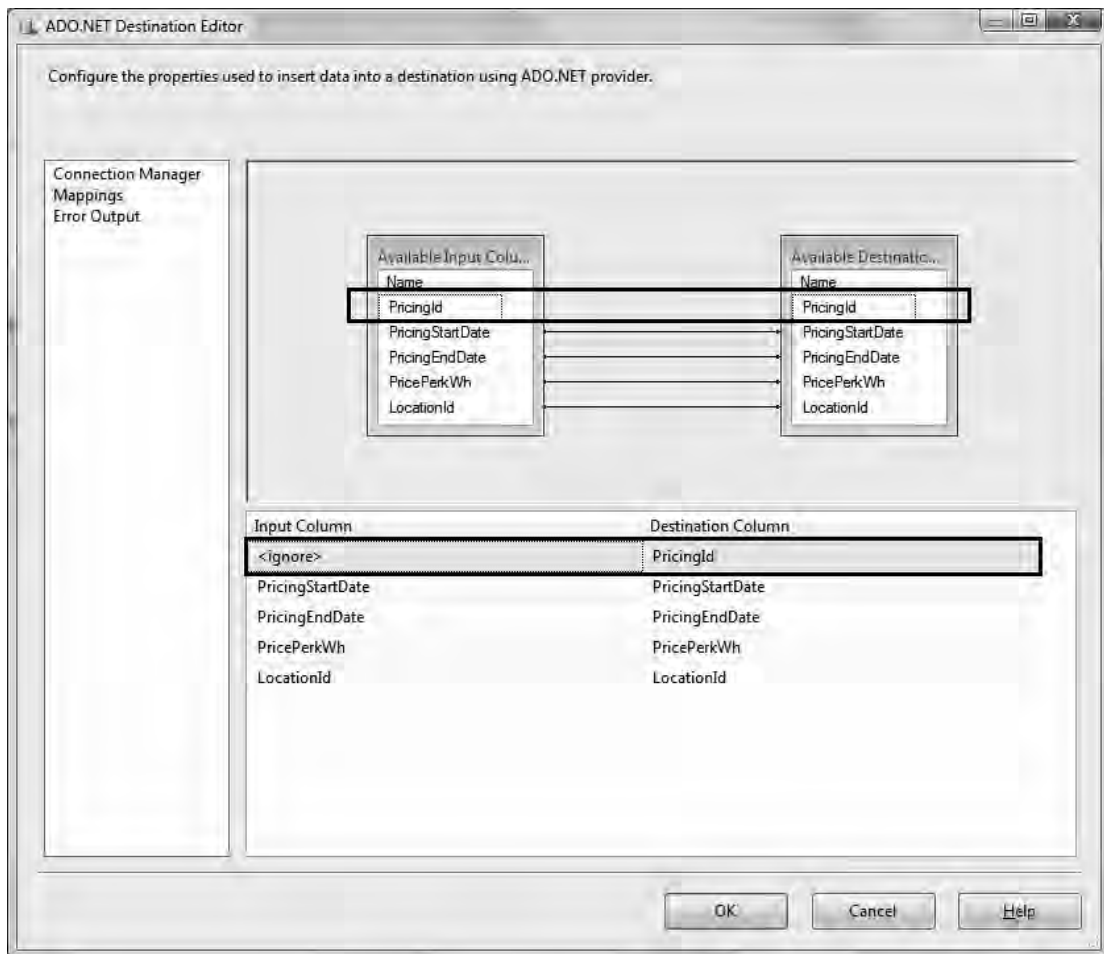 ADO.NET Destination Editor
Configure the properties used to insert data into a destination using ADO.NET provider.
Connection Manager
Mappings
Error Output
Available Input Colu...
Name
PricingId
PricingStartDate
PricingEndDate
PricePerkWh
LocationId
Available Destinatic...
Name
PricingId
PricingStartDate
PricingEndDate
PricePerkWh
LocationId
Input Column Destination Column
<ignore> PricingId
PricingStartDate PricingStartDate
PricingEndDate PricingEndDate
PricePerkWh PricePerkWh
LocationId LocationId
OK Cancel Help